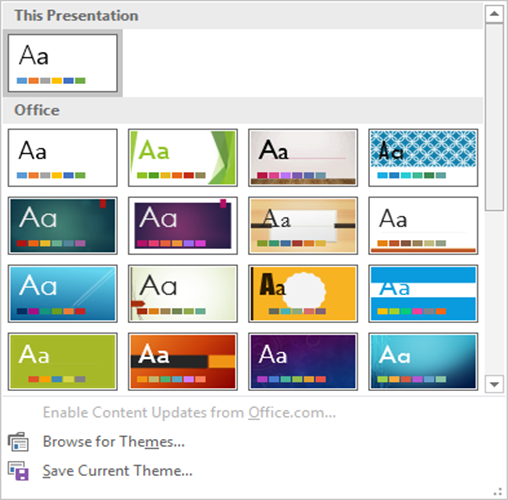 This Presentation
Aa
Office
Aa Aa Aa Aa
Aa Aa Aa Aa
Aa Aa Aa Aa
Aa Aa Aa Aa
Enable Content Updates from Office.com...
Browse for Themes...
Save Current Theme...